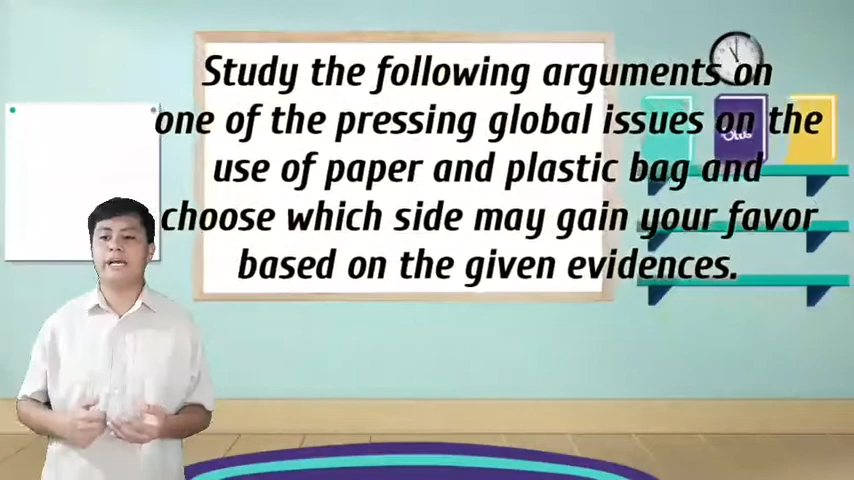 Study the following arguments on
one of the pressing global issues on the
use of paper and plastic bag and
choose which side may gain your favor
based on the given evidences.